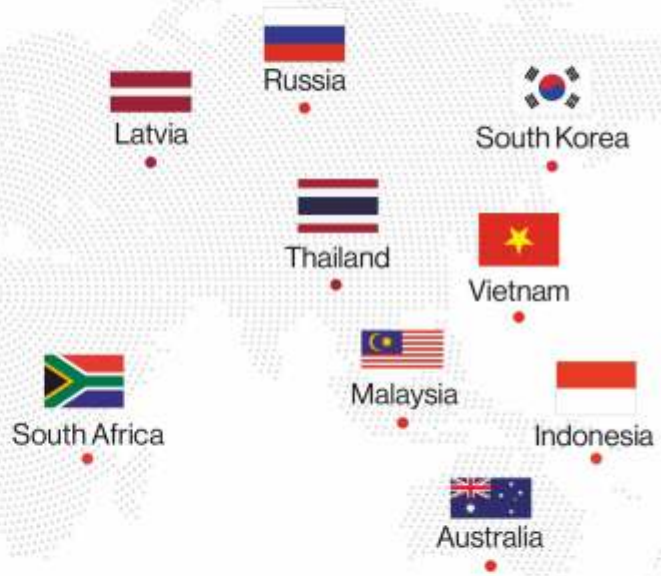 Russia
Latvia
South Korea
Thailand
Vietnam
Malaysia
South Africa
Indonesia
Australia